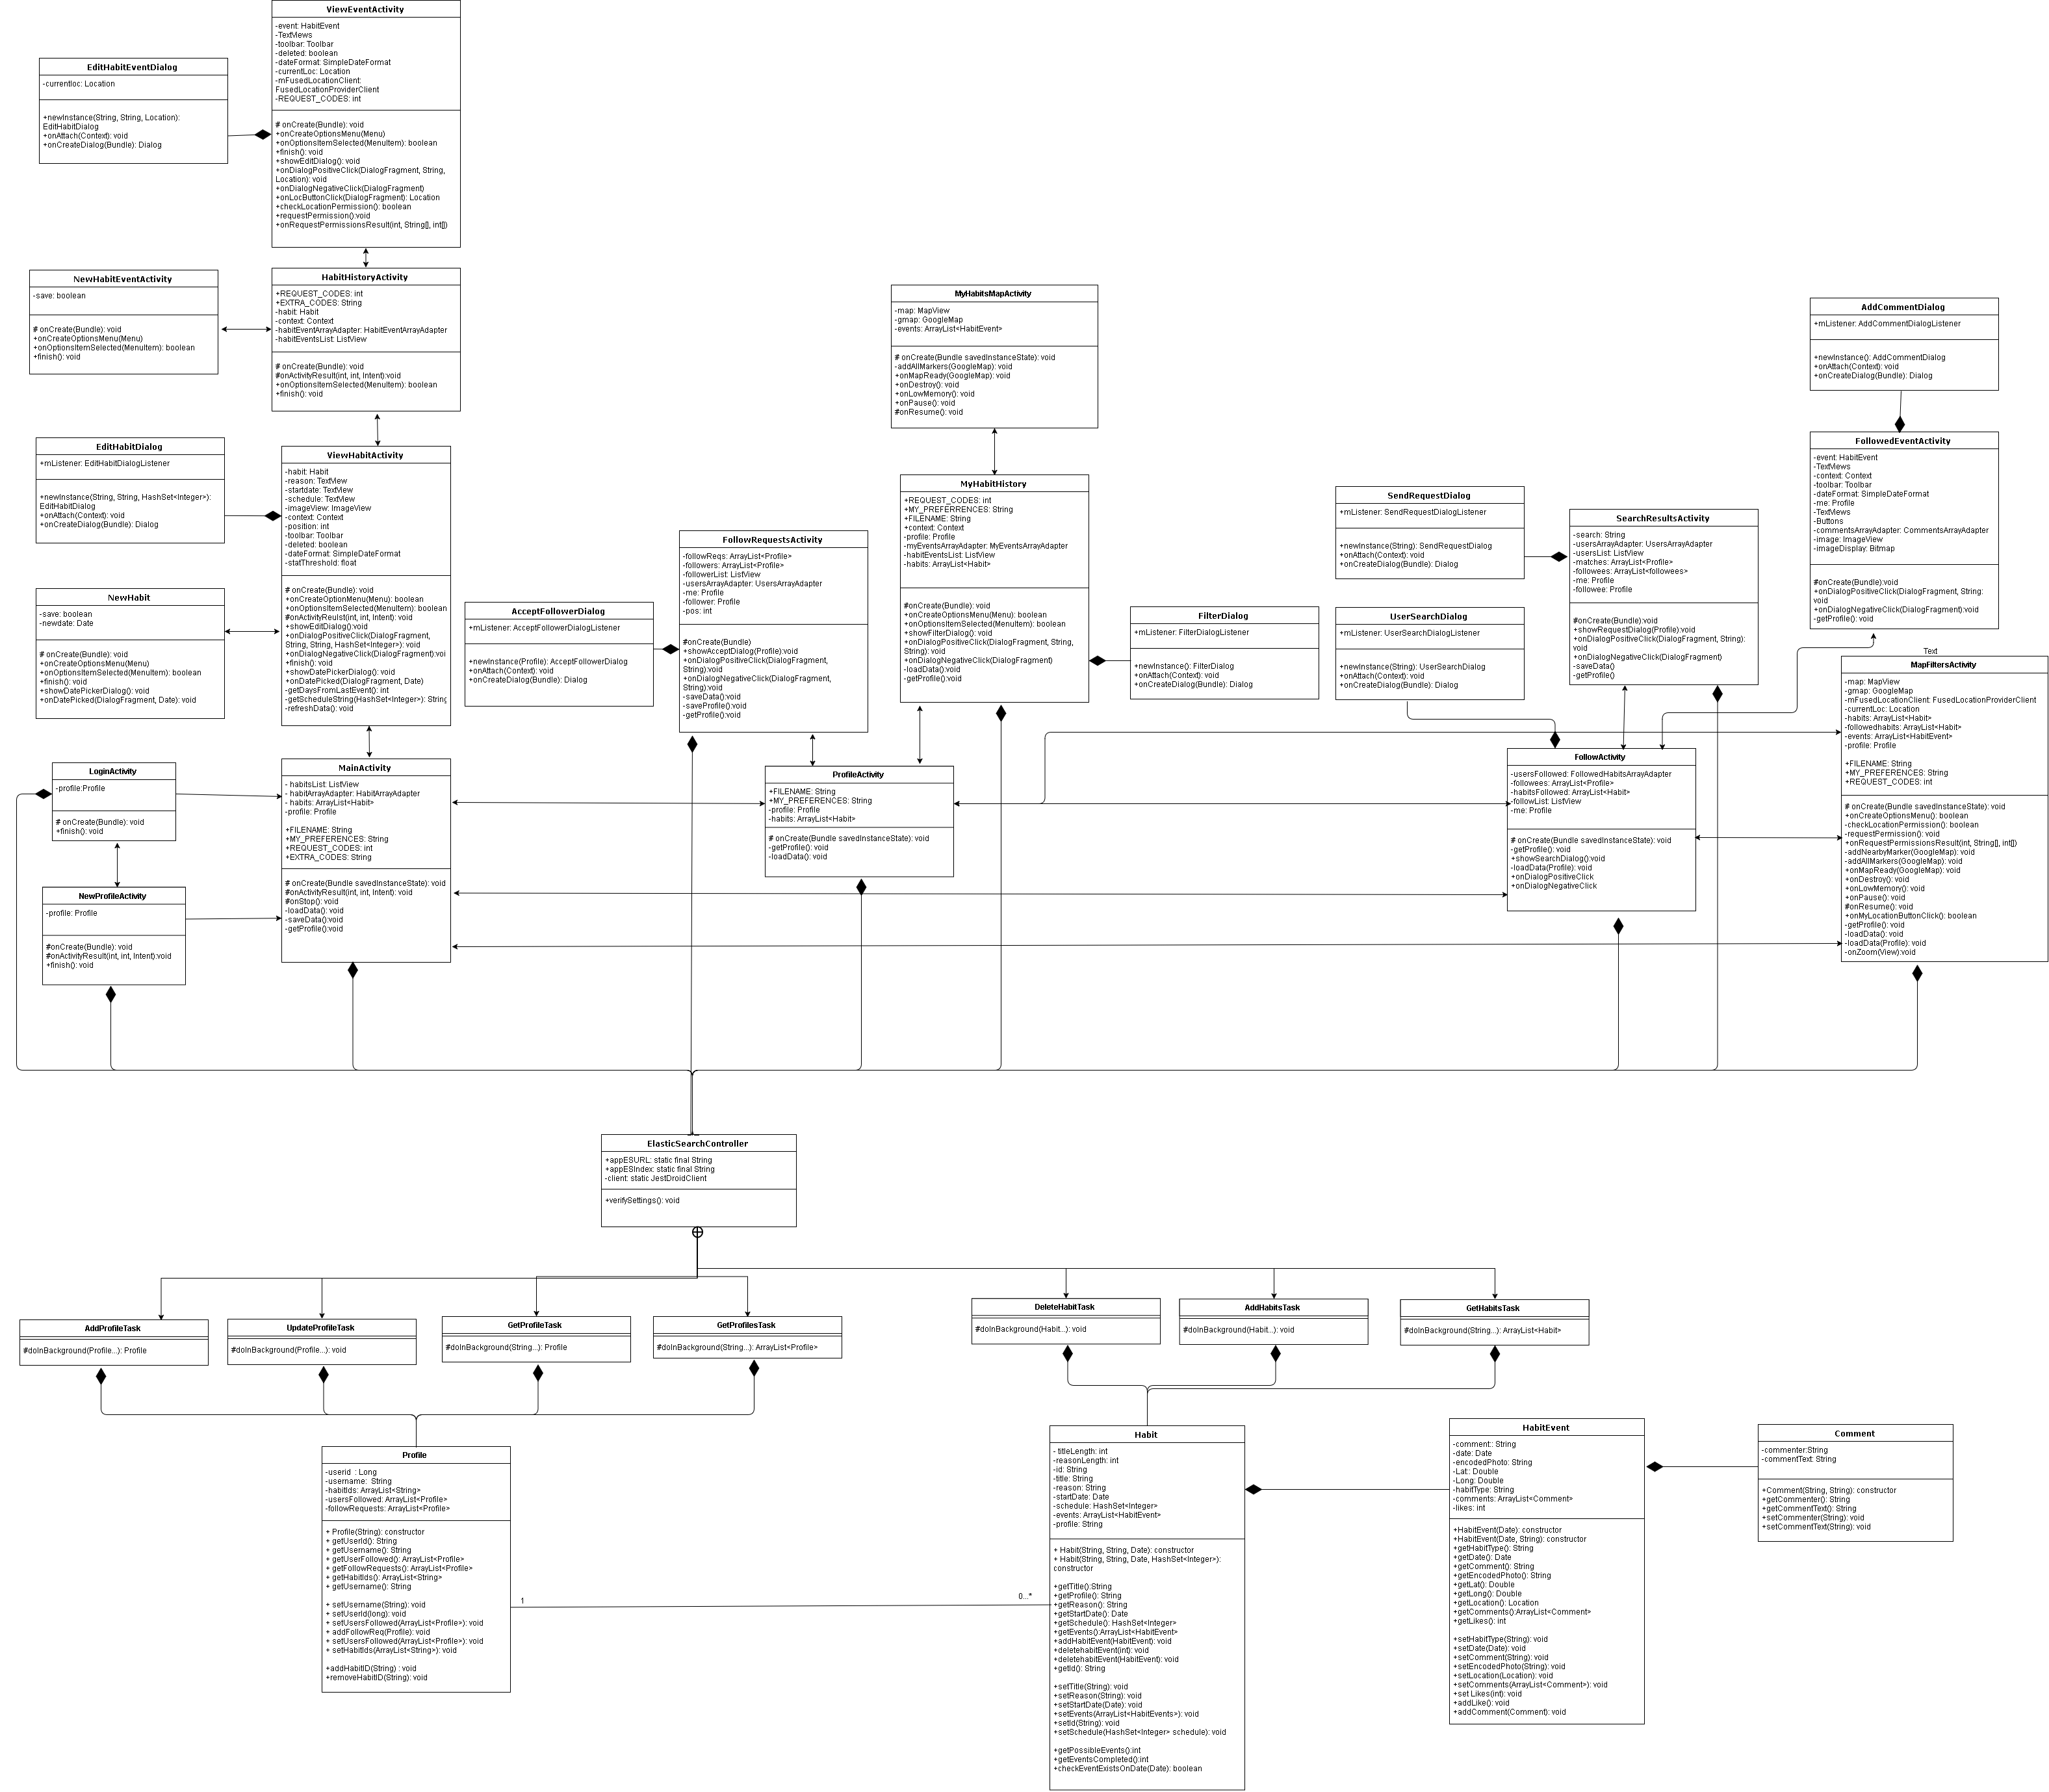 ViewEventActivity
-event: HabitEvent
-TextViews
-toolbar: Toolbar
-deleted: boolean
-dateFormat: SimpleDateFormat
-currentLoc: Location
-mFusedLocationClient:
FusedLocationProviderClient
-REQUEST_CODES: int
# onCreate(Bundle): void
+onCreateOptionsMenu(Menu)
+onOptionsItemSelected(MenuItem): boolean
+finish(): void
+showEditDialog(): void
+onDialogPositiveClick(DialogFragment, String,
Location): void
+onDialogNegativeClick(DialogFragment)
+onLocButtonClick(DialogFragment): Location
+checkLocationPermission(): boolean
+requestPermission():void
+onRequestPermissionsResult(int, String[], int[])
EditHabitEventDialog
-currentloc: Location
+newInstance(String, String, Location):
EditHabitDialog
+onAttach(Context): void
+onCreateDialog(Bundle): Dialog
NewHabitEventActivity
-save: boolean
# onCreate(Bundle): void
+onCreateOptionsMenu(Menu)
+onOptionsItemSelected(MenuItem): boolean
+finish(): void
HabitHistoryActivity
+REQUEST_CODES: int
+EXTRA_CODES: String
-habit: Habit
-context: Context
-habitEventArrayAdapter: HabitEventArrayAdapter
-habitEventsList: ListView
# onCreate(Bundle): void
#onActivityResult(int, int, Intent):void
+onOptionsItemSelected(MenuItem): boolean
+finish(): void
MyHabitsMapActivity
-map: MapView
-gmap: GoogleMap
-events: ArrayList<HabitEvent>
# onCreate(Bundle savedInstanceState): void
-addAllMarkers(GoogleMap): void
+onMapReady(GoogleMap): void
+onDestroy(): void
+onLowMemory(): void
+onPause(): void
#onResume(): void
AddCommentDialog
+mListener: AddCommentDialogListener
+newInstance(): AddCommentDialog
+onAttach(Context): void
+onCreateDialog(Bundle): Dialog
EditHabitDialog
+mListener: EditHabitDialogListener
+newInstance(String, String, HashSet<Integer>):
EditHabitDialog
+onAttach(Context): void
+onCreateDialog(Bundle): Dialog
ViewHabitActivity
-habit: Habit
-reason: TextView
-startdate: TextView
-schedule: TextView
-imageView: ImageView
-context: Context
-position: int
-toolbar: Toolbar
-deleted: boolean
-dateFormat: SimpleDateFormat
-statThreshold: float
# onCreate(Bundle): void
+onCreateOptionMenu(Menu): boolean
+onOptionsItemSelected(MenuItem): boolean
#onActivityReulst(int, int, Intent): void
+showEditDialog():void
+onDialogPositiveClick(DialogFragment,
String, String, HashSet<Integer>): void
+onDialogNegativeClick(DialogFragment):voi
+finish(): void
+showDatePickerDialog(): void
+onDatePicked(DialogFragment, Date)
-getDaysFromLastEvent(): int
-getScheduleString(HashSet<Integer>): String
-refreshData(): void
NewHabit
-save: boolean
-newdate: Date
# onCreate(Bundle): void
+onCreateOptionsMenu(Menu)
+onOptionsItemSelected(MenuItem): boolean
+finish(): void
+showDatePickerDialog(): void
+onDatePicked(DialogFragment, Date): void
AcceptFollowerDialog
+mListener: AcceptFollowerDialogListener
+newInstance(Profile): AcceptFollowerDialog
+onAttach(Context): void
+onCreateDialog(Bundle): Dialog
FollowRequestsActivity
-followReqs: ArrayList<Profile>
-followers: ArrayList<Profile>
-followerList: ListView
-usersArrayAdapter: UsersArrayAdapter
-me: Profile
-follower: Profile
-pos: int
#onCreate(Bundle)
+showAcceptDialog(Profile):void
+onDialogPositiveClick(DialogFragment,
String):void
+onDialogNegativeClick(DialogFragment,
String):void
-saveData():void
-saveProfile():void
-getProfile():void
MyHabitHistory
+REQUEST_CODES: int
+MY_PREFERRENCES: String
+FILENAME: String
+context: Context
-profile: Profile
-myEventsArrayAdapter: MyEventsArrayAdapter
-habitEventsList: ListView
-habits: ArrayList<Habit>
#onCreate(Bundle): void
+onCreateOptionsMenu(Menu): boolean
+onOptionsItemSelected(MenuItem): boolean
+showFilterDialog(): void
+onDialogPositiveClick(DialogFragment, String,
String): void
+onDialogNegativeClick(DialogFragment)
-loadData():void
-getProfile():void
FilterDialog
+mListener: FilterDialogListener
+newInstance(): FilterDialog
+onAttach(Context): void
+onCreateDialog(Bundle): Dialog
SendRequestDialog
+mListener: SendRequestDialogListener
+newInstance(String): SendRequestDialog
+onAttach(Context): void
+onCreateDialog(Bundle): Dialog
UserSearchDialog
+mListener: UserSearchDialogListener
+newInstance(String): UserSearchDialog
+onAttach(Context): void
+onCreateDialog(Bundle): Dialog
SearchResultsActivity
-search: String
-usersArrayAdapter: UsersArrayAdapter
-usersList: ListView
-matches: ArrayList<Profile>
-followees: ArrayList<followees>
-me: Profile
-followee: Profile
#onCreate(Bundle):void
+showRequestDialog(Profile):void
+onDialogPositiveClick(DialogFragment, String):
void
+onDialogNegativeClick(DialogFragment)
-saveData()
-getProfile()
FollowedEventActivity
-event: HabitEvent
-TextViews
-context: Context
-toolbar: Toolbar
-dateFormat: SimpleDateFormat
-me: Profile
-TextViews
-Buttons
-commentsArrayAdapter: CommentsArrayAdapter
-image: ImageView
-imageDisplay: Bitmap
#onCreate(Bundle):void
+onDialogPositiveClick(DialogFragment, String:
void
+onDialogNegativeClick(DialogFragment):void
-getProfile(): void
Text
MapFiltersActivity
-map: MapView
-gmap: GoogleMap
-mFusedLocationClient: FusedLocationProviderClient
-currentLoc: Location
-habits: ArrayList<Habit>
-followedhabits: ArrayList<Habit>
-events: ArrayList<HabitEvent>
-profile: Profile
+FILENAME: String
+MY_PREFERENCES: String
+REQUEST_CODES: int
# onCreate(Bundle savedInstanceState): void
+onCreateOptionsMenu(): boolean
-checkLocationPermission(): boolean
-requestPermission(): void
+onRequestPermissionsResult(int, String[], int[])
-addNearbyMarker(GoogleMap): void
-addAllMarkers(GoogleMap): void
+onMapReady(GoogleMap): void
+onDestroy(): void
+onLowMemory(): void
+onPause(): void
#onResume(): void
+onMyLocationButtonClick(): boolean
-getProfile(): void
-loadData(): void
-loadData(Profile): void
-onZoom(View):void
LoginActivity
-profile:Profile
# onCreate(Bundle): void
+finish(): void
NewProfileActivity
-profile: Profile
#onCreate(Bundle): void
#onActivityResult(int, int, Intent):void
+finish(): void
MainActivity
- habitsList: ListView
- habitArrayAdapter: HabitArrayAdapter
- habits: ArrayList<Habit>
-profile: Profile
+FILENAME: String
+MY_PREFERENCES: String
+REQUEST_CODES: int
+EXTRA_CODES: String
# onCreate(Bundle savedInstanceState): void
#onActivityResult(int, int, Intent): void
#onStop(): void
-loadData(): void
-saveData():void
-getProfile():void
ProfileActivity
+FILENAME: String
+MY_PREFERENCES: String
-profile: Profile
-habits: ArrayList<Habit>
# onCreate(Bundle savedInstanceState): void
-getProfile(): void
-loadData(): void
FollowActivity
-usersFollowed: FollowedHabitsArrayAdapter
-followees: ArrayList<Profile>
-habitsFollowed: ArrayList<Habit>
-followList: ListView
-me: Profile
# onCreate(Bundle savedInstanceState): void
-getProfile(): void
+showSearchDialog():void
-loadData(Profile): void
+onDialogPositiveClick
+onDialogNegativeClick
ElasticSearchController
+appESURL: static final String
+appESIndex: static final String
-client: static JestDroidClient
+verifySettings(): void
AddProfileTask
#doInBackground(Profile...): Profile
UpdateProfileTask
#doInBackground(Profile...): void
GetProfileTask
#doInBackground(String...): Profile
GetProfilesTask
#doInBackground(String...): ArrayList<Profile>
DeleteHabitTask
#doInBackground(Habit...): void
AddHabitsTask
#doInBackground(Habit...): void
GetHabitsTask
#doInBackground(String...): ArrayList<Habit>
Profile
-userid : Long
-username: String
-habitIds: ArrayList<String>
-usersFollowed: ArrayList<Profile>
-followRequests: ArrayList<Profile>
+ Profile(String): constructor
+ getUserId(): String
+ getUsername(): String
+ getUserFollowed(): ArrayList<Profile>
+ getFollowRequests(): ArrayList<Profile>
+ getHabitIds(): ArrayList<String>
+ getUsername(): String
+ setUsername(String): void
+ setUserId(long): void
+ setUsersFollowed(ArrayList<Profile>): void
+ addFollowReq(Profile): void
+ setUsersFollowed(ArrayList<Profile>): void
+ setHabitIds(ArrayList<String>): void
+addHabitID(String) : void
+removeHabitID(String): void
1
0...*
Habit
- titleLength: int
-reasonLength: int
-id: String
-title: String
-reason: String
-startDate: Date
-schedule: HashSet<Integer>
-events: ArrayList<HabitEvent>
-profile: String
+ Habit(String, String, Date): constructor
+ Habit(String, String, Date, HashSet<Integer>):
constructor
+getTitle():String
+getProfile(): String
+getReason(): String
+getStartDate(): Date
+getSchedule(): HashSet<Integer>
+getEvents():ArrayList<HabitEvent>
+addHabitEvent(HabitEvent): void
+deletehabitEvent(int): void
+deletehabitEvent(HabitEvent): void
+getId(): String
+setTitle(String): void
+setReason(String): void
+setStartDate(Date): void
+setEvents(ArrayList<HabitEvents>): void
+setId(String): void
+setSchedule(HashSet<Integer> schedule): void
+getPossibleEvents():int
+getEventsCompleted():int
+checkEventExistsOnDate(Date): boolean
HabitEvent
-comment:: String
-date: Date
-encodedPhoto: String
-Lat:: Double
-Long: Double
-habitType: String
-comments: ArrayList<Comment>
-likes: int
+HabitEvent(Date): constructor
+HabitEvent(Date, String): constructor
+getHabitType(): String
+getDate(): Date
+getComment(): String
+getEncodedPhoto(): String
+getLat(): Double
+getLong(): Double
+getLocation(): Location
+getComments():ArrayList<Comment>
+getLikes(): int
+setHabitType(String): void
+setDate(Date): void
+setComment(String): void
+setEncodedPhoto(String): void
+setLocation(Location): void
+setComments(ArrayList<Comment>): void
+set Likes(int): void
+addLike(): void
+addComment(Comment): void
Comment
-commenter:String
-commentText: String
+Comment(String, String): constructor
+getCommenter(): String
+getCommentText(): String
+setCommenter(String): void
+setCommentText(String): void